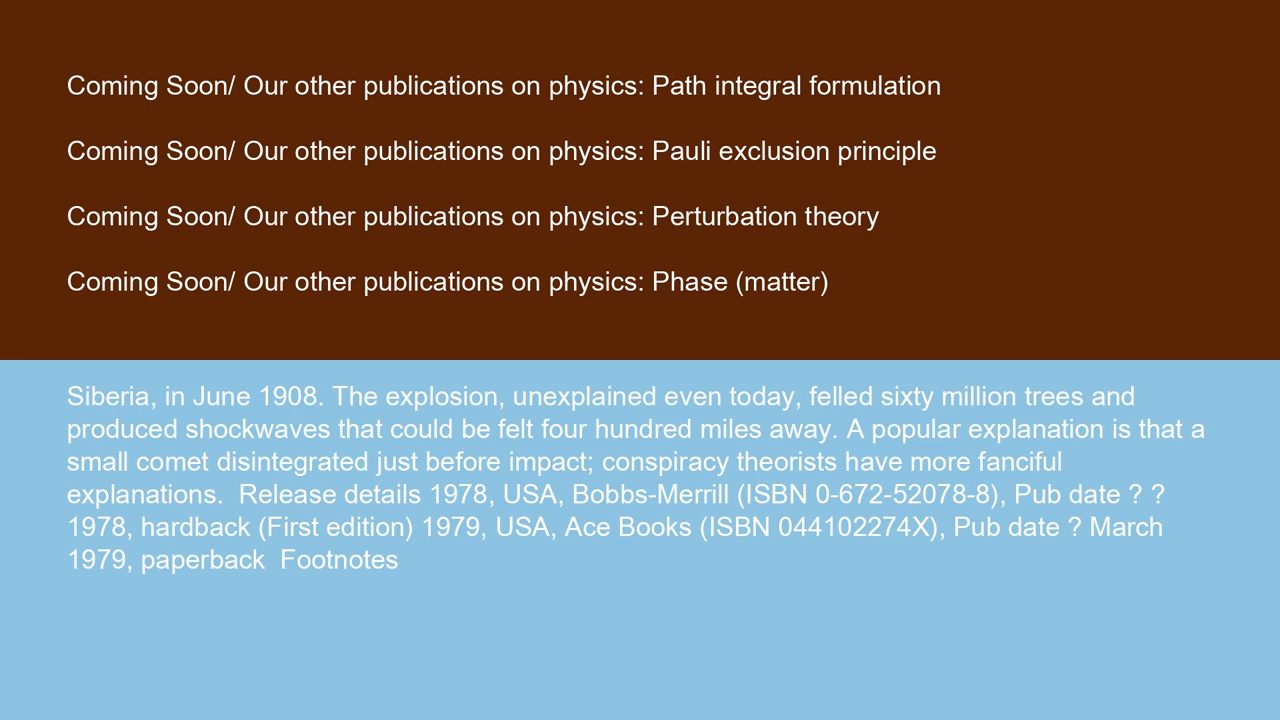 Coming Soon/ Our other publications on physics: Path integral formulation
Coming Soon/ Our other publications on physics: Pauli exclusion principle
Coming Soon/ Our other publications on physics: Perturbation theory
Coming Soon/ Our other publications on physics: Phase (matter)
Siberia, in June 1908. The explosion, unexplained even today, felled sixty million trees and
produced shockwaves that could be felt four hundred miles away. A popular explanation is that a
small comet disintegrated just before impact; conspiracy theorists have more fanciful
explanations.  Release details 1978, USA, Bobbs-Merrill (ISBN 0-672-52078-8), Pub date ? ?
1978, hardback (First edition) 1979, USA, Ace Books (ISBN 044102274X), Pub date ? March
1979, paperback  Footnotes